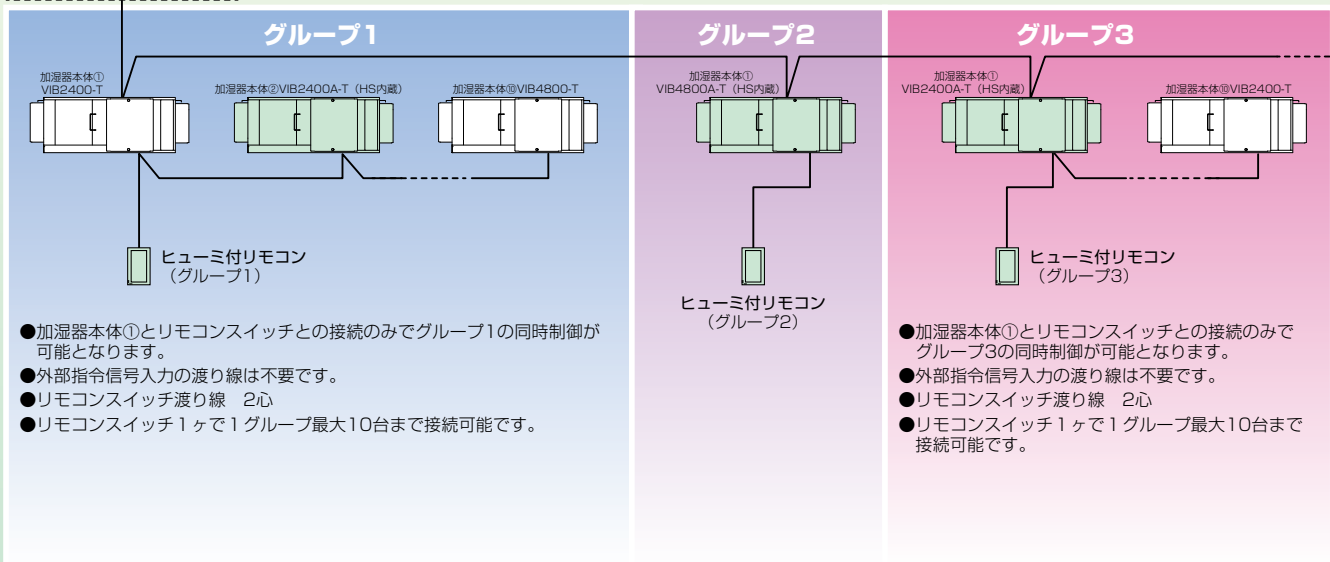 グループ1
加湿器本体①
VIB2400-T
加湿器本体②VIB2400A-T（HS内蔵）
加湿器本体⑩VIB4800-T
ヒューミ付リモコン
（グループ1）
●加湿器本体①とリモコンスイッチとの接続のみでグループ1の同時制御が
可能となります。
●外部指令信号入力の渡り線は不要です。
●リモコンスイッチ渡り線　2心
●リモコンスイッチ1ヶで1グループ最大10台まで接続可能です。
グループ2
加湿器本体①
VIB4800A-T（HS内蔵）
ヒューミ付リモコン
（グループ2）
グループ3
加湿器本体①
VIB2400A-T（HS内蔵）
加湿器本体⑩VIB2400-T
ヒューミ付リモコン
（グループ3）
●加湿器本体①とリモコンスイッチとの接続のみで
グループ3の同時制御が可能となります。
●外部指令信号入力の渡り線は不要です。
●リモコンスイッチ渡り線　2心
●リモコンスイッチ1ヶで1グループ最大10台まで
接続可能です。